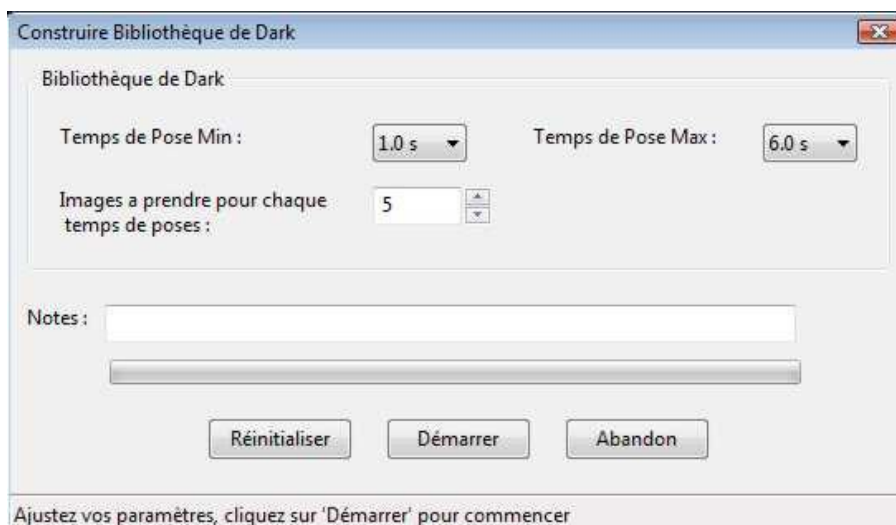 Construire Bibliothèque de Dark
Bibliothèque de Dark
Temps de Pose Min : 1.0 s Temps de Pose Max : 6.0 s
Images a prendre pour chaque 5
temps de poses :
Notes :
Réinitialiser Démarrer Abandon
Ajustez vos paramètres, cliquez sur 'Démarrer' pour commencer